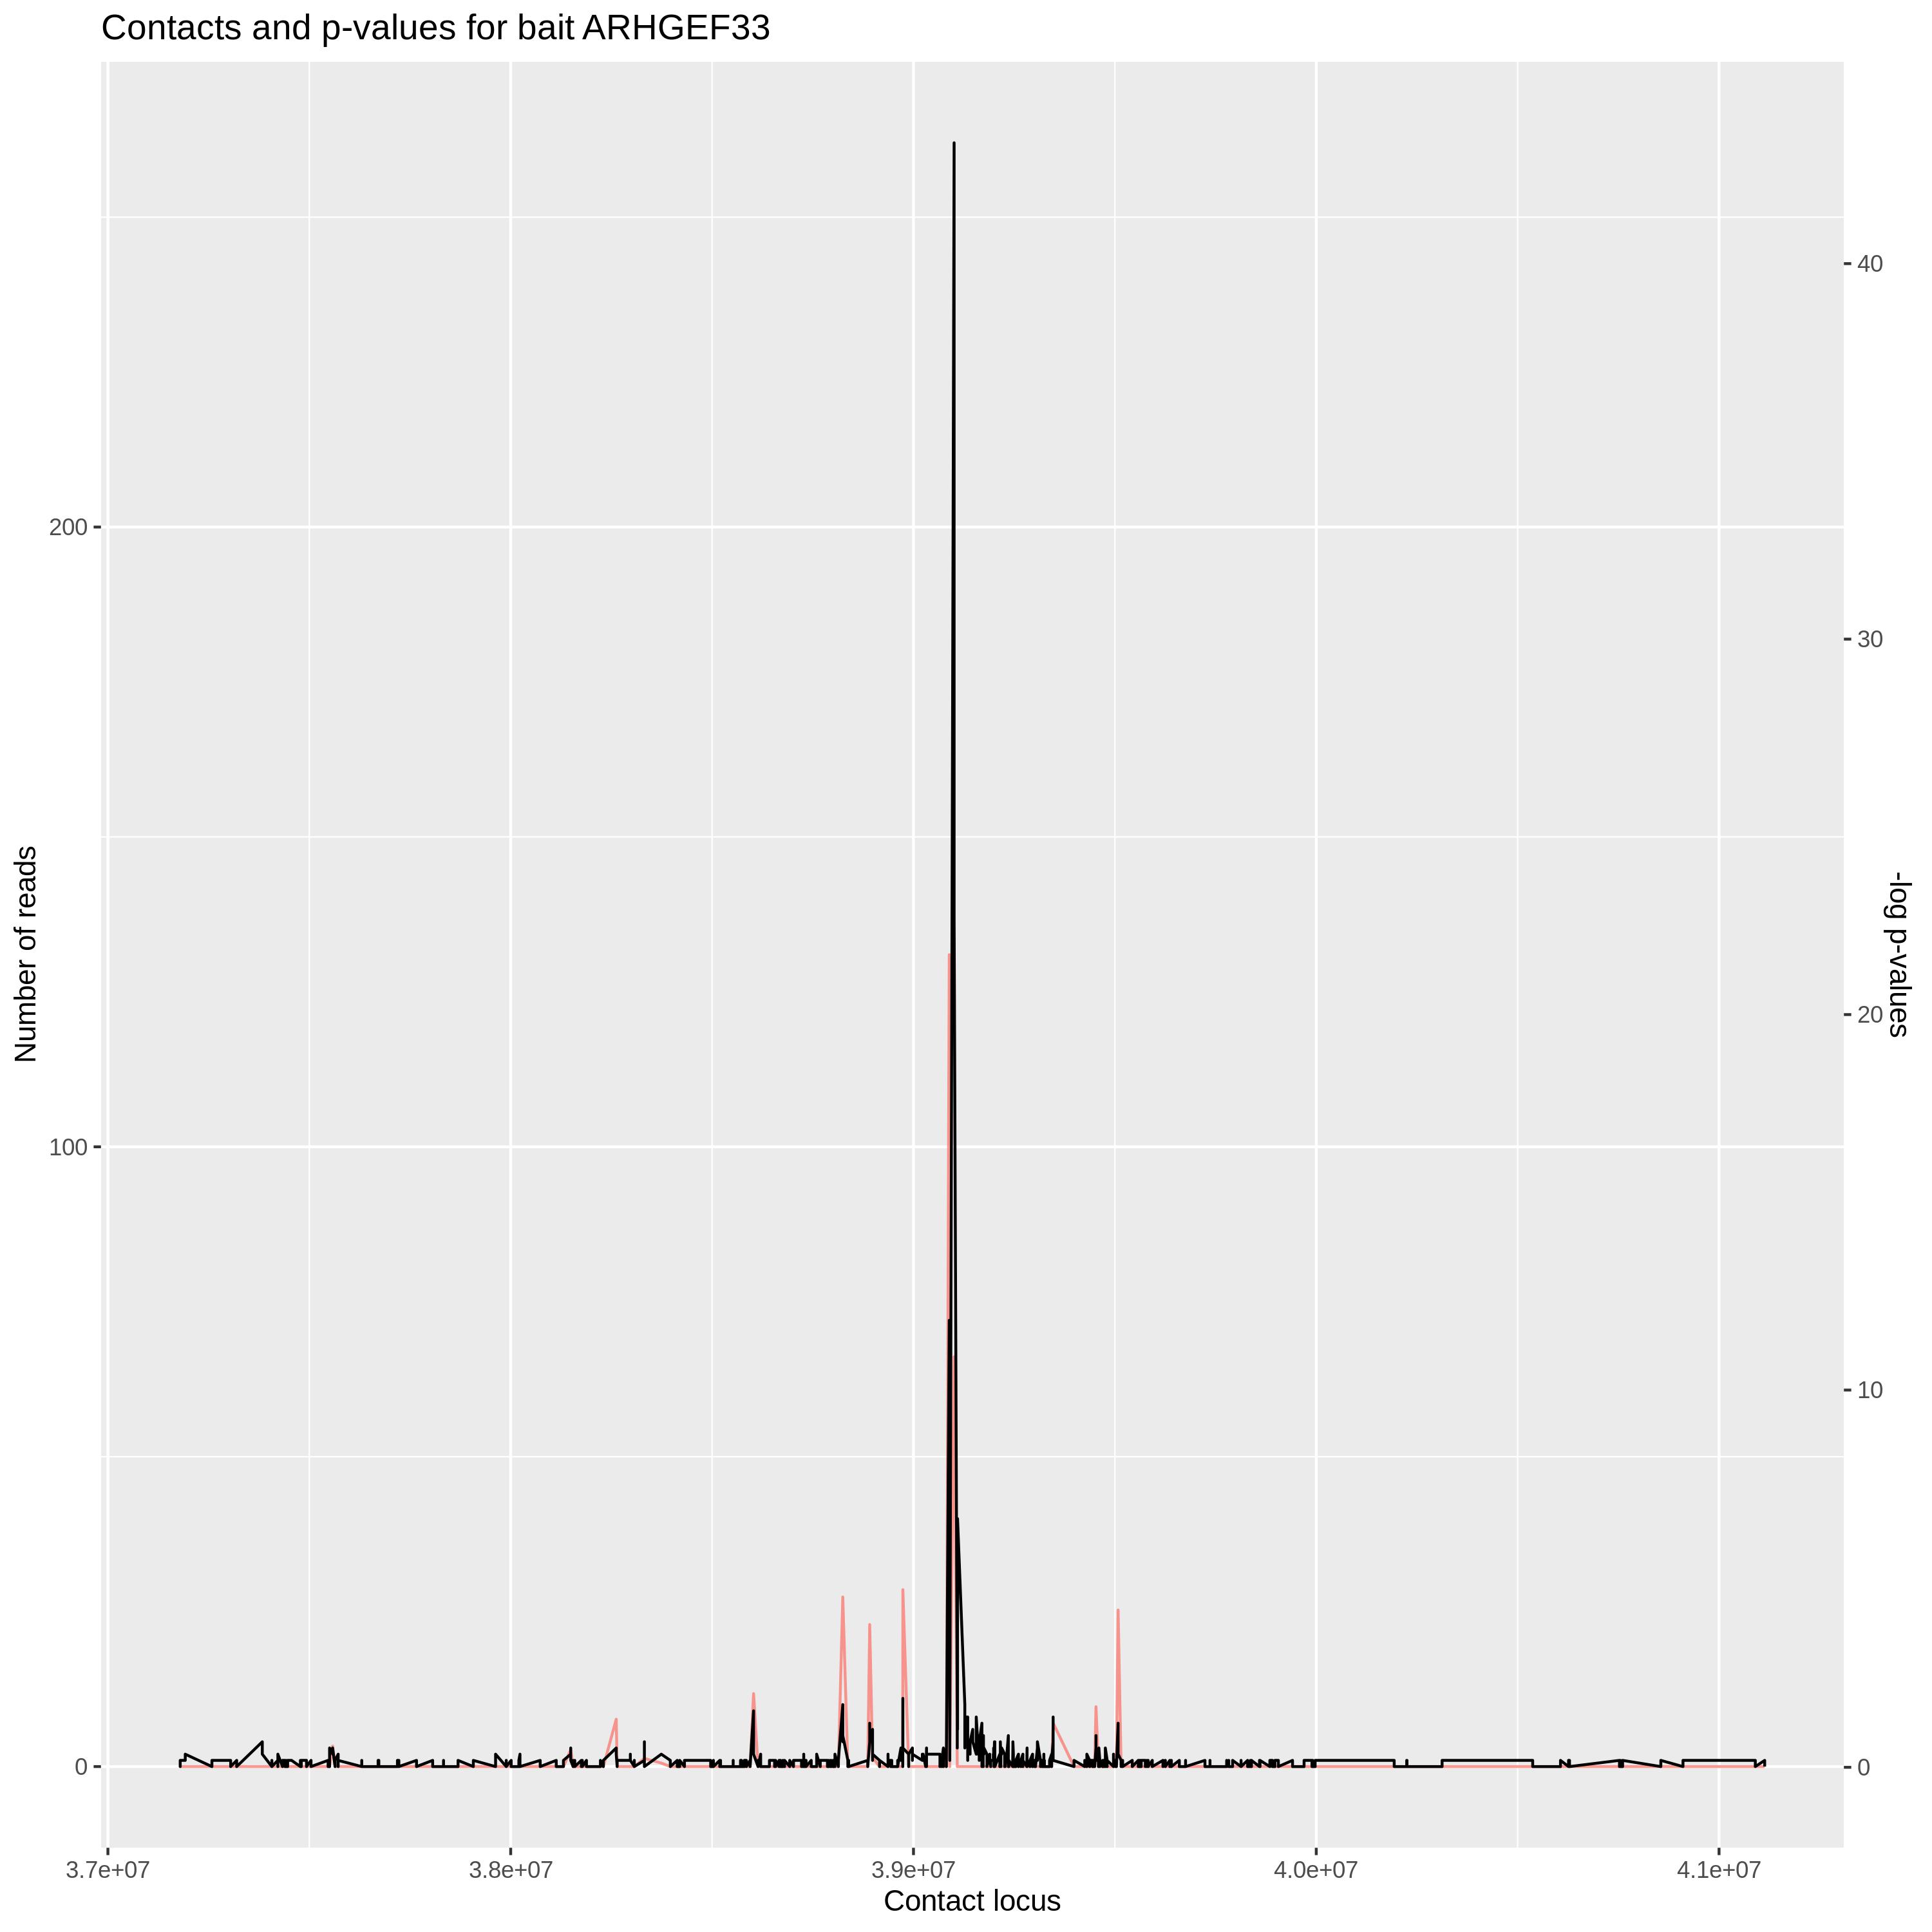 Contacts and p-values for bait ARHGEF33
Number of reads
200
100
0
40
30
20
10
0
-log p-values
3.7e+07
3.8e+07
3.9e+07
4.0e+07
4.1e+07
Contact locus